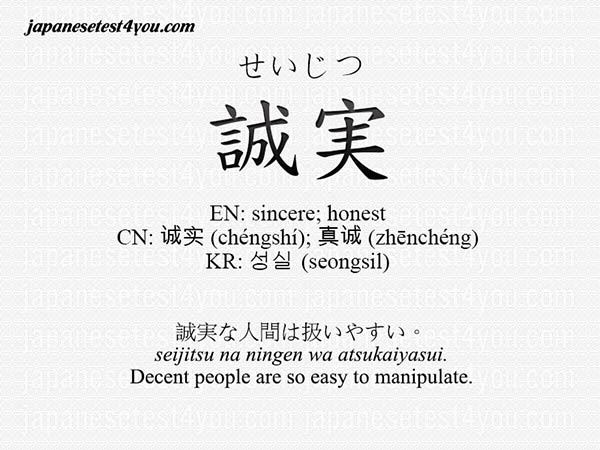 japanesetest4you.com
せいじつ
誠実
EN: sincere; honest
CN: 诚实 (chéngshí); 真诚 (zhēnchéng)
KR: 성실 (seongsil)
誠実な人間は扱いやすい。
seijitsu na ningen wa atsukaiyasui.
Decent people are so easy to manipulate.